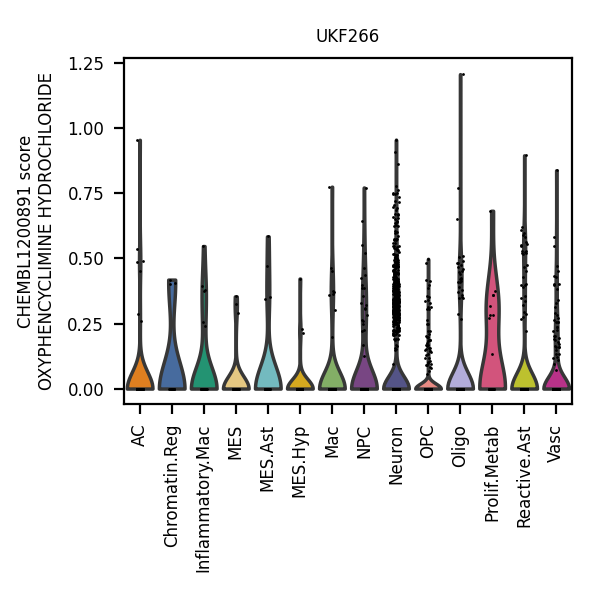 UKF266
CHEMBL1200891 score
OXYPHENCYCLIMINE HYDROCHLORIDE
1.25
1.00
0.75
0.50
0.25
0.00
AC
Chromatin.Reg
Inflammatory.Mac
MES
MES.Ast
MES.Hyp
Mac
NPC
Neuron
OPC
Oligo
Prolif.Metab
Reactive.Ast
Vasc